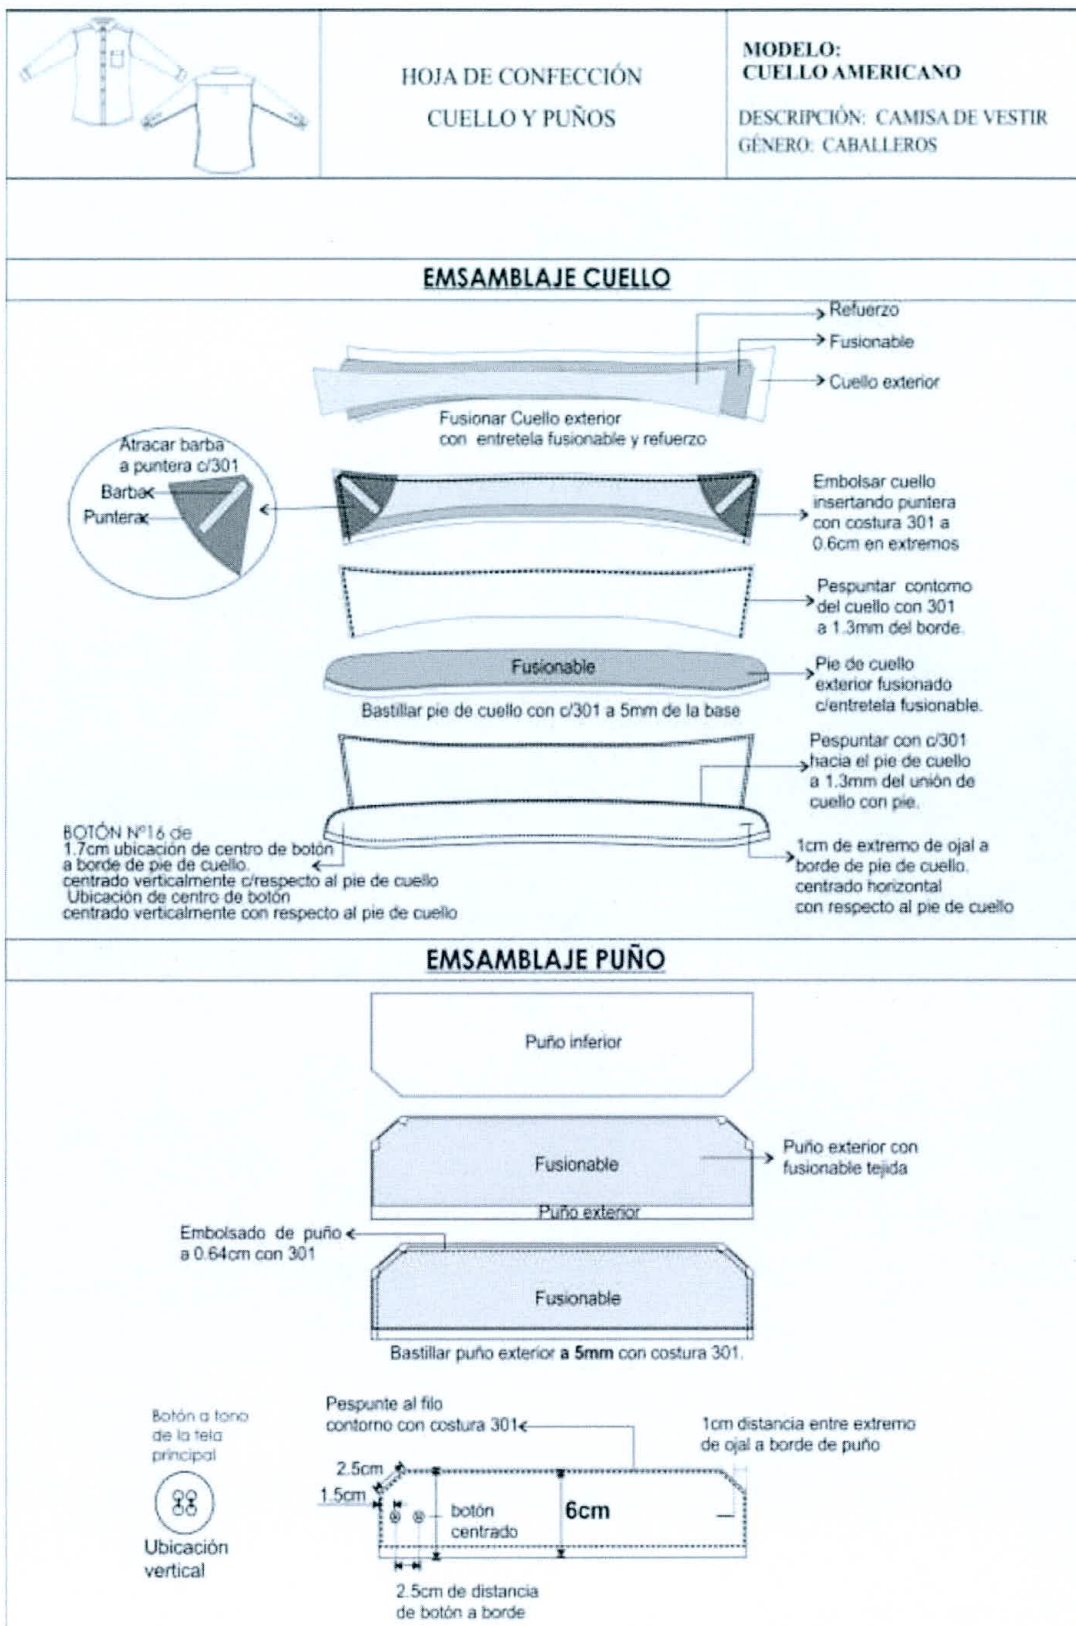 HOJA DE CONFECCIÓN
CUELLO Y PUÑOS
MODELO:
CUELLO AMERICANO
DESCRIPCIÓN: CAMISA DE VESTIR
GÉNERO: CABALLEROS
EMSAMBLAJE CUELLO
Refuerzo
Fusionable
Cuello exterior
Fusionar Cuello exterior
con entretela fusionable y refuerzo
Atracar barba
a puntera c/301
Barba
Puntera
Embolsar cuello
insertando puntera
con costura 301 a
0.6cm en extremos
Pespuntar contorno
del cuello con 301
a 1.3mm del borde.
Fusionable
Pie de cuello
exterior fusionado
c/entretela fusionable.
Bastillar pie de cuello con c/301 a 5mm de la base
Pespuntar con c/301
hacia el pie de cuello
a 1.3mm del unión de
cuello con pie.
BOTÓN Nº16 de
1.7cm ubicación de centro de botón
a borde de pie de cuello.
centrado verticalmente c/respecto al pie de cuello
Ubicación de centro de botón
centrado verticalmente con respecto al pie de cuello
1cm de extremo de ojal a
borde de pie de cuello.
centrado horizontal
con respecto al pie de cuello
EMSAMBLAJE PUÑO
Puño inferior
Fusionable
Puño exterior con
fusionable tejida
Puño exterior
Embolsado de puño
a 0.64cm con 301
Fusionable
Bastillar puño exterior a 5mm con costura 301.
Botón a tono
de la tela
principal
Ubicación
vertical
Pespunte al filo
contorno con costura 301
1cm distancia entre extremo
de ojal a borde de puño
2.5cm
1.5cm
botón
centrado
6cm
2.5cm de distancia
de botón a borde